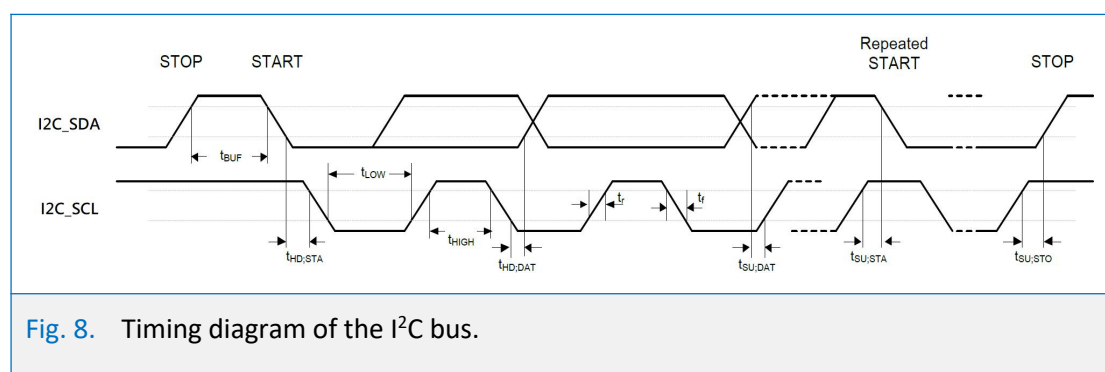 Repeated
STOP START START STOP
I2C_SDA
tBUF
tLOW
I2C_SCL
tr tf
tHIGH
tHD;STA tHD;DAT tSU;DAT tSU;STA tSU;STO
Fig. 8. Timing diagram of the I²C bus.